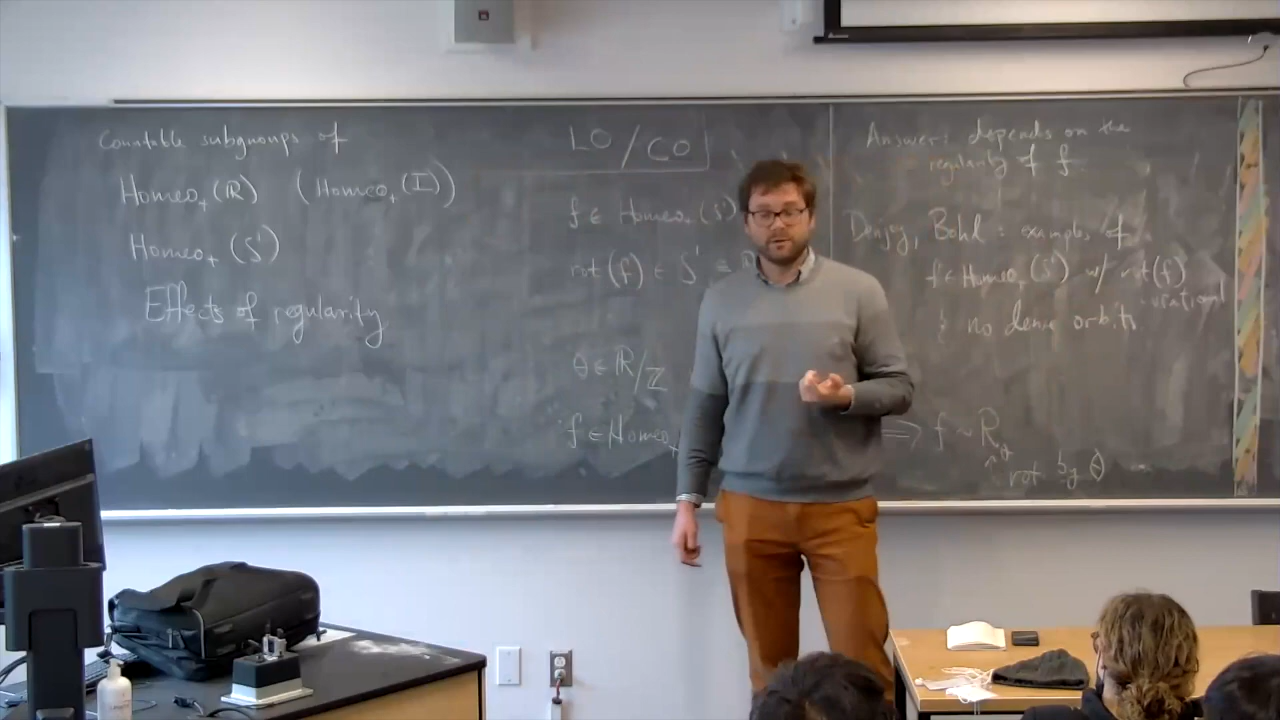 Countable subgroups of
Homeo₊(ℝ) (Homeo₊(I))
Homeo₊(S¹)
Effects of regularity
LO/CO
f ∈ Homeo₊(S¹)
rot(f) ∈ S¹ ≡
θ ∈ ℝ/ℤ
f ∈ Homeo₊
Answer: depends on the
regularity of f.
Denjoy, Bohl: examples of
f ∈ Homeo₊(S¹) w/ rot(f)
irrational
& no dense orbits
⟹ f ~ R_θ
↑ rot by θ